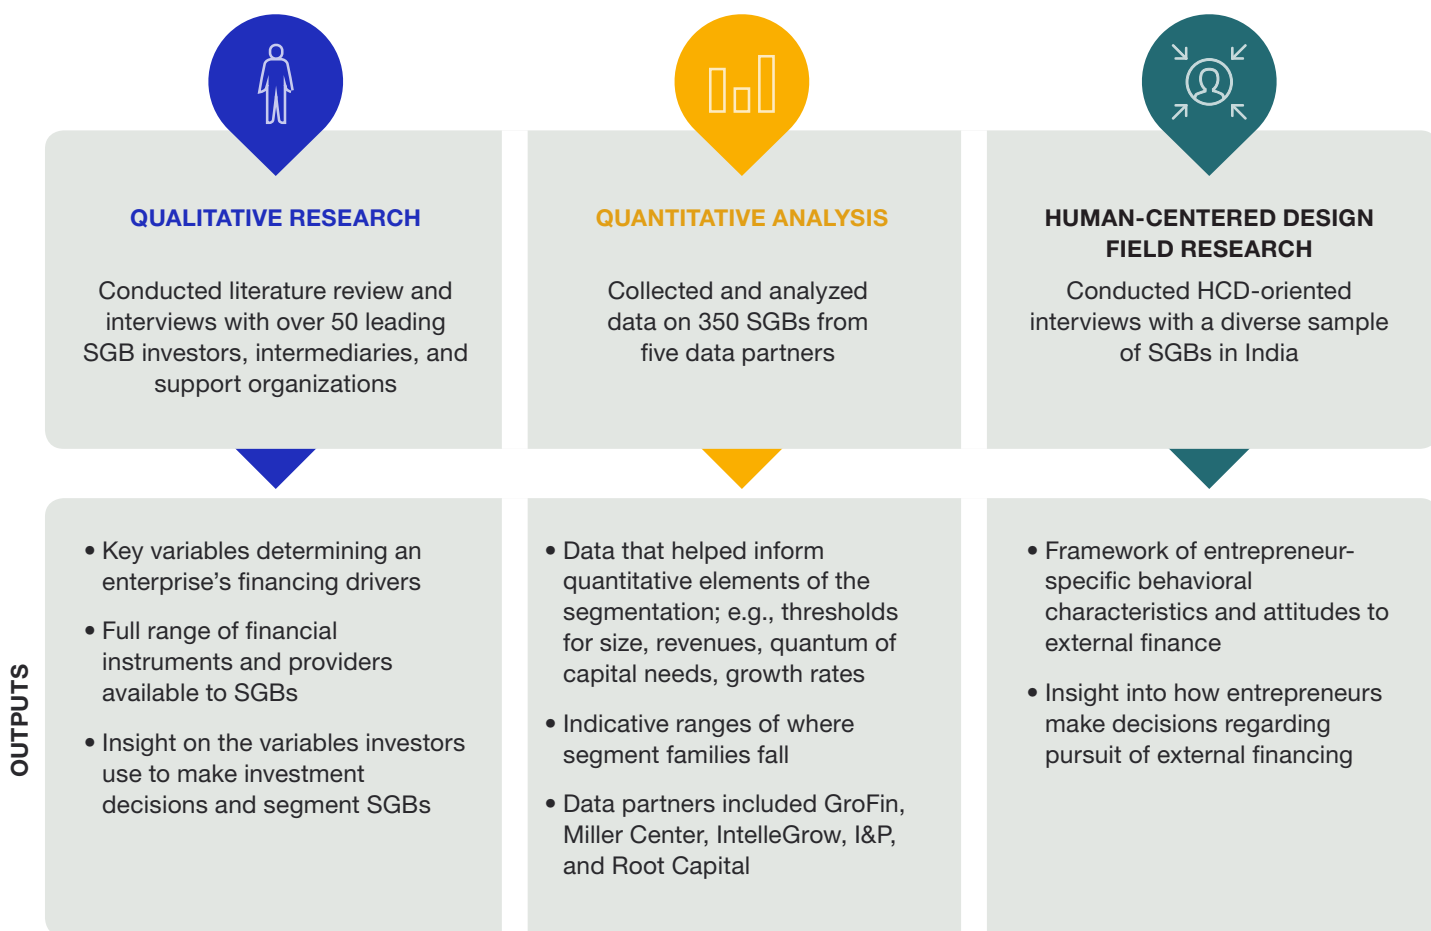 QUALITATIVE RESEARCH
Conducted literature review and
interviews with over 50 leading
SGB investors, intermediaries, and
support organizations
QUANTITATIVE ANALYSIS
Collected and analyzed
data on 350 SGBs from
five data partners
HUMAN-CENTERED DESIGN
FIELD RESEARCH
Conducted HCD-oriented
interviews with a diverse sample
of SGBs in India
OUTPUTS
• Key variables determining an
enterprise’s financing drivers
• Full range of financial
instruments and providers
available to SGBs
• Insight on the variables investors
use to make investment
decisions and segment SGBs
• Data that helped inform
quantitative elements of the
segmentation; e.g., thresholds
for size, revenues, quantum of
capital needs, growth rates
• Indicative ranges of where
segment families fall
• Data partners included GroFin,
Miller Center, IntelleGrow, I&P,
and Root Capital
• Framework of entrepreneur-
specific behavioral
characteristics and attitudes to
external finance
• Insight into how entrepreneurs
make decisions regarding
pursuit of external financing